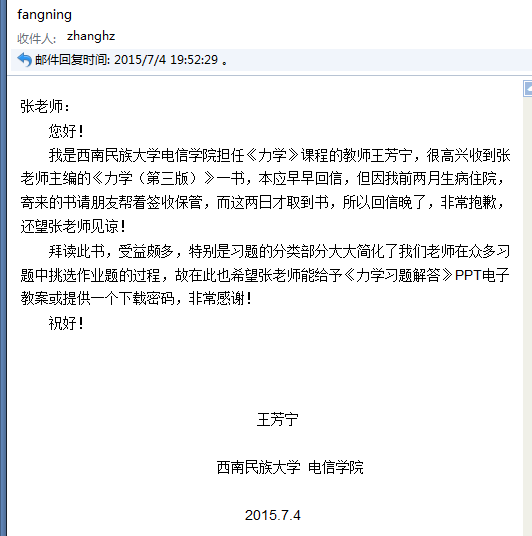 fangning
收件人: zhanghz
邮件回复时间: 2015/7/4 19:52:29 。
张老师：
您好！
我是西南民族大学电信学院担任《力学》课程的教师王芳宁，很高兴收到张
老师主编的《力学（第三版）》一书，本应早早回信，但因我前两月生病住院，
寄来的书请朋友帮着签收保管，而这两日才取到书，所以回信晚了，非常抱歉，
还望张老师见谅！
拜读此书，受益颇多，特别是习题的分类部分大大简化了我们老师在众多习
题中挑选作业题的过程，故在此也希望张老师能给予《力学习题解答》PPT电子
教案或提供一个下载密码，非常感谢！
祝好！
王芳宁
西南民族大学 电信学院
2015.7.4